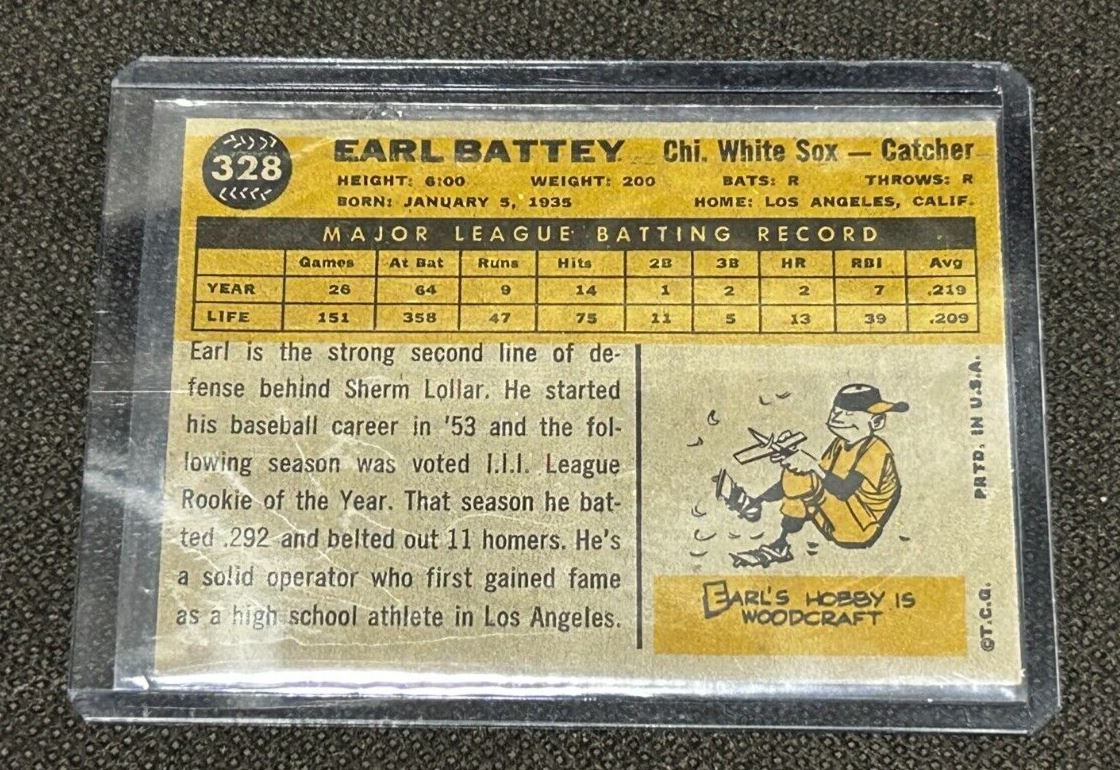 328
EARL BATTEY Chi. White Sox — Catcher
HEIGHT: 6:00 WEIGHT: 200 BATS: R THROWS: R
BORN: JANUARY 5, 1935 HOME: LOS ANGELES, CALIF.
MAJOR LEAGUE BATTING RECORD
Games At Bat Runs Hits 2B 3B HR RBI Avg
YEAR 26 64 9 14 1 2 2 7 .219
LIFE 151 358 47 75 11 5 13 39 .209
Earl is the strong second line of de-
fense behind Sherm Lollar. He started
his baseball career in '53 and the fol-
lowing season was voted I.I.I. League
Rookie of the Year. That season he bat-
ted .292 and belted out 11 homers. He's
a solid operator who first gained fame
as a high school athlete in Los Angeles.
EARL'S HOBBY IS
WOODCRAFT
©T.C.G. PRTD. IN U.S.A.